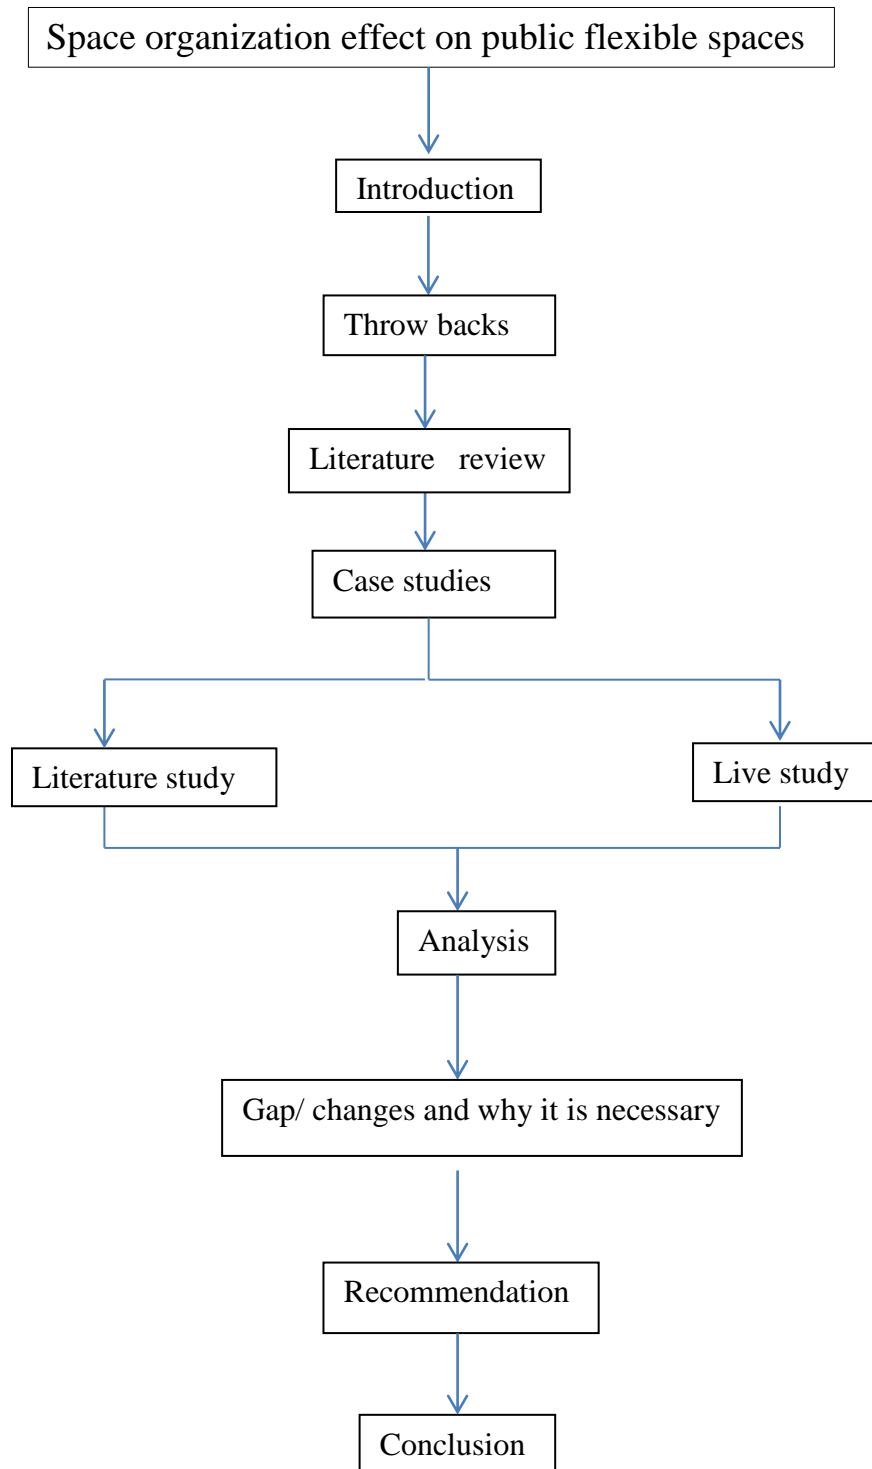 Space organization effect on public flexible spaces
Introduction
Throw backs
Literature review
Case studies
Literature study
Live study
Analysis
Gap/ changes and why it is necessary
Recommendation
Conclusion